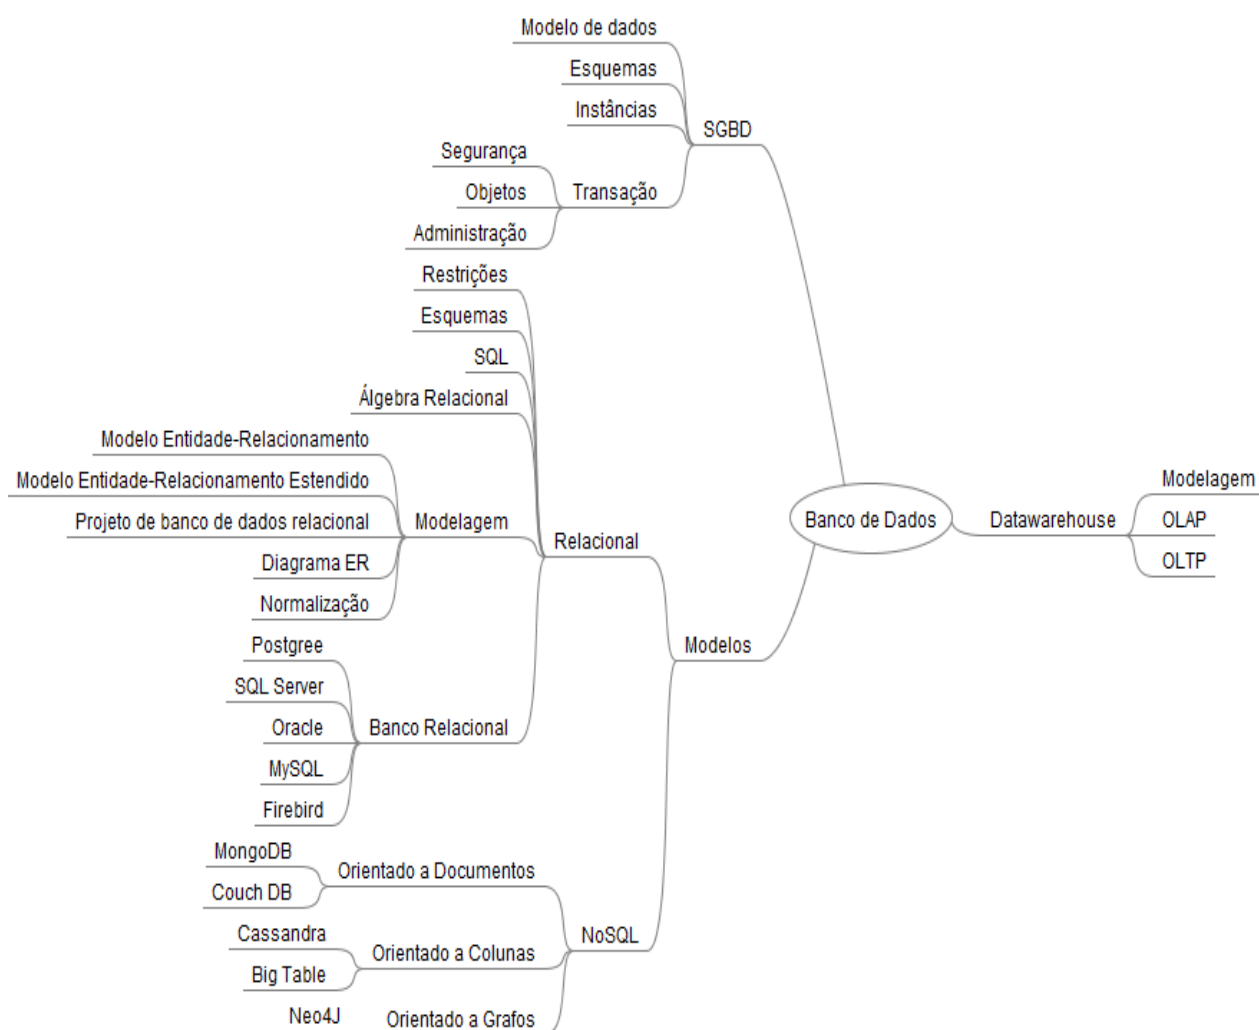 Modelo de dados
Esquemas
Instâncias
SGBD
Segurança
Objetos
Transação
Administração
Restrições
Esquemas
SQL
Álgebra Relacional
Modelo Entidade-Relacionamento
Modelo Entidade-Relacionamento Estendido
Projeto de banco de dados relacional
Modelagem
Diagrama ER
Normalização
Relacional
Postgree
SQL Server
Oracle
Banco Relacional
MySQL
Firebird
Modelos
MongoDB
Orientado a Documentos
Couch DB
Cassandra
Orientado a Colunas
Big Table
NoSQL
Neo4J
Orientado a Grafos
Banco de Dados
Datawarehouse
Modelagem
OLAP
OLTP